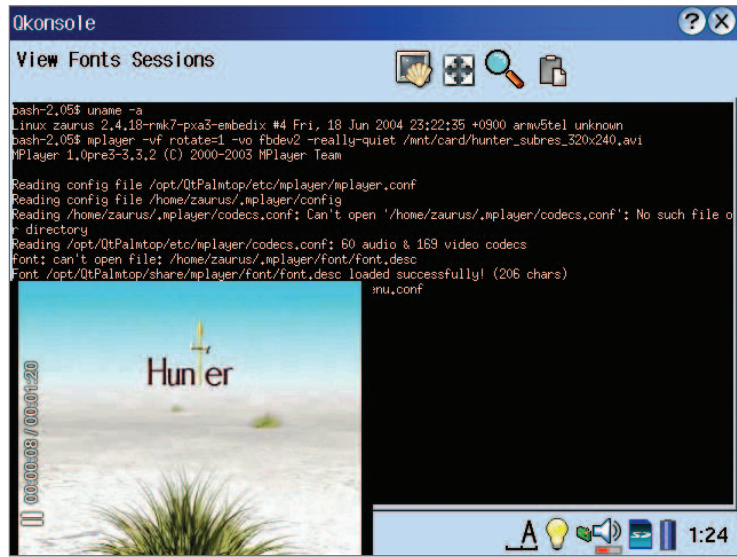 Qkonsole
View Fonts Sessions
bash-2.05$ uname -a
Linux zaurus 2.4.18-rmk7-pxa3-embedix #4 Fri, 18 Jun 2004 23:22:35 +0900 armv5tel unknown
bash-2.05$ mplayer -vf rotate=1 -vo fbdev2 -really-quiet /mnt/card/hunter_subres_320x240.avi
MPlayer 1.0pre3-3.3.2 (C) 2000-2003 MPlayer Team
Reading config file /opt/QtPalmtop/etc/mplayer/mplayer.conf
Reading config file /home/zaurus/.mplayer/config
Reading /home/zaurus/.mplayer/codecs.conf: Can't open '/home/zaurus/.mplayer/codecs.conf': No such file o
r directory
Reading /opt/QtPalmtop/etc/mplayer/codecs.conf: 60 audio & 169 video codecs
font: can't open file: /home/zaurus/.mplayer/font/font.desc
Font /opt/QtPalmtop/share/mplayer/font/font.desc loaded successfully! (206 chars)
enu.conf
Hunter
00:00:08 / 00:01:20
A
1:24